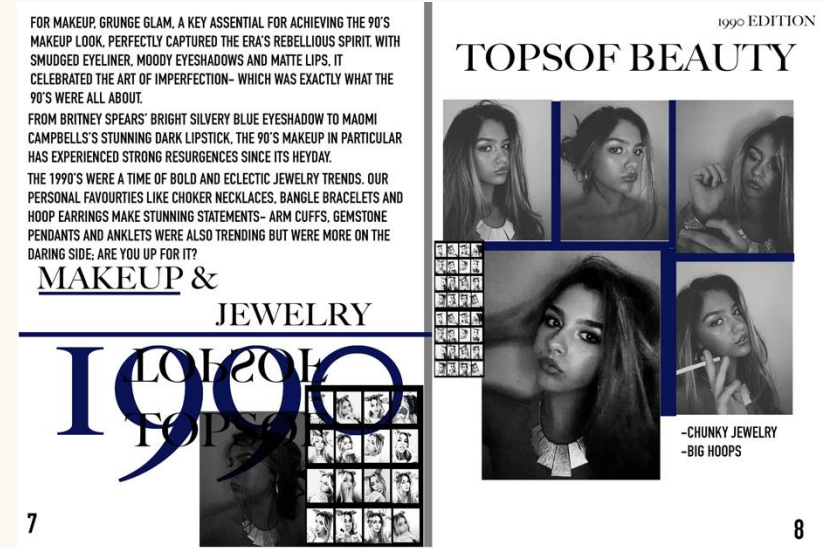 FOR MAKEUP, GRUNGE GLAM, A KEY ASSENTIAL FOR ACHIEVING THE 90'S
MAKEUP LOOK, PERFECTLY CAPTURED THE ERA'S REBELLIOUS SPIRIT. WITH
SMUDGED EYELINER, MOODY EYESHADOWS AND MATTE LIPS, IT
CELEBRATED THE ART OF IMPERFECTION- WHICH WAS EXACTLY WHAT THE
90'S WERE ALL ABOUT.
FROM BRITNEY SPEARS' BRIGHT SILVERY BLUE EYESHADOW TO MAOMI
CAMPBELLS'S STUNNING DARK LIPSTICK, THE 90'S MAKEUP IN PARTICULAR
HAS EXPERIENCED STRONG RESURGENCES SINCE ITS HEYDAY.
THE 1990'S WERE A TIME OF BOLD AND ECLECTIC JEWELRY TRENDS. OUR
PERSONAL FAVOURTIES LIKE CHOKER NECKLACES, BANGLE BRACELETS AND
HOOP EARRINGS MAKE STUNNING STATEMENTS- ARM CUFFS, GEMSTONE
PENDANTS AND ANKLETS WERE ALSO TRENDING BUT WERE MORE ON THE
DARING SIDE; ARE YOU UP FOR IT?
MAKEUP &
JEWELRY
TOPSOF
1990
TOPSOF
7
1990 EDITION
TOPSOF BEAUTY
-CHUNKY JEWELRY
-BIG HOOPS
8